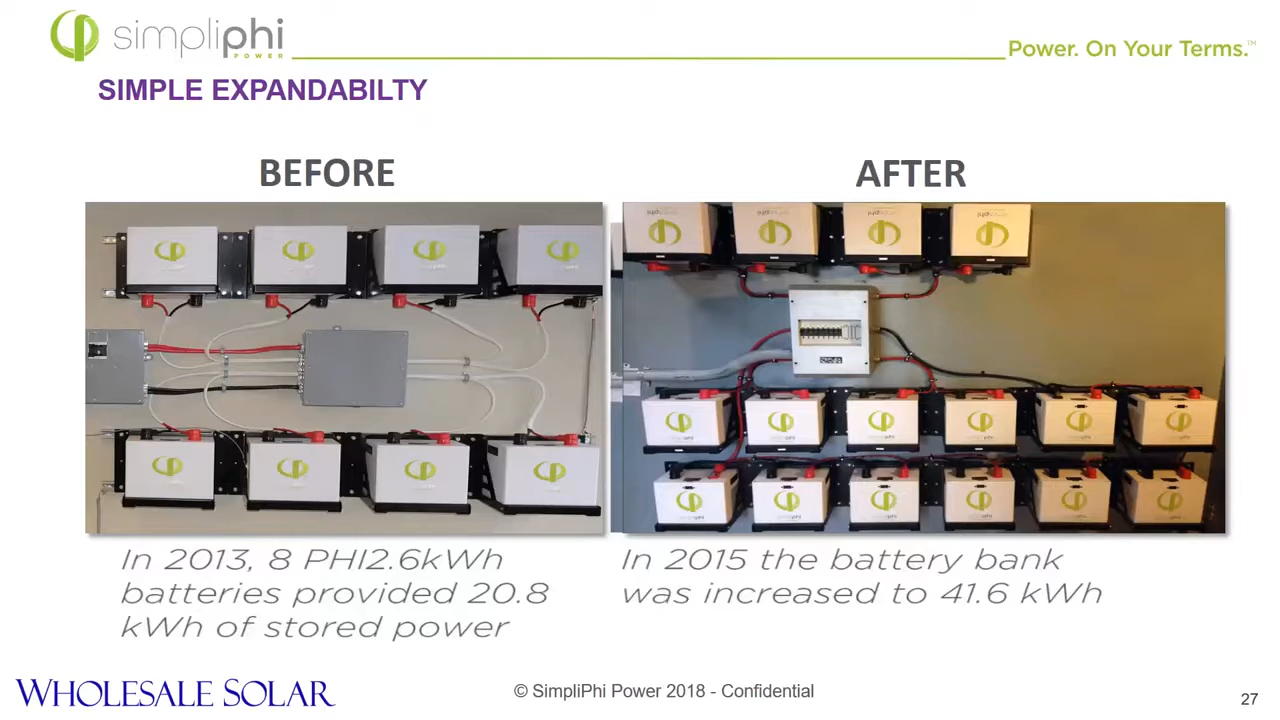 simpliphi
POWER
Power. On Your Terms.™
SIMPLE EXPANDABILTY
BEFORE
AFTER
In 2013, 8 PHI2.6kWh
batteries provided 20.8
kWh of stored power
In 2015 the battery bank
was increased to 41.6 kWh
WHOLESALE SOLAR
© SimpliPhi Power 2018 - Confidential
27